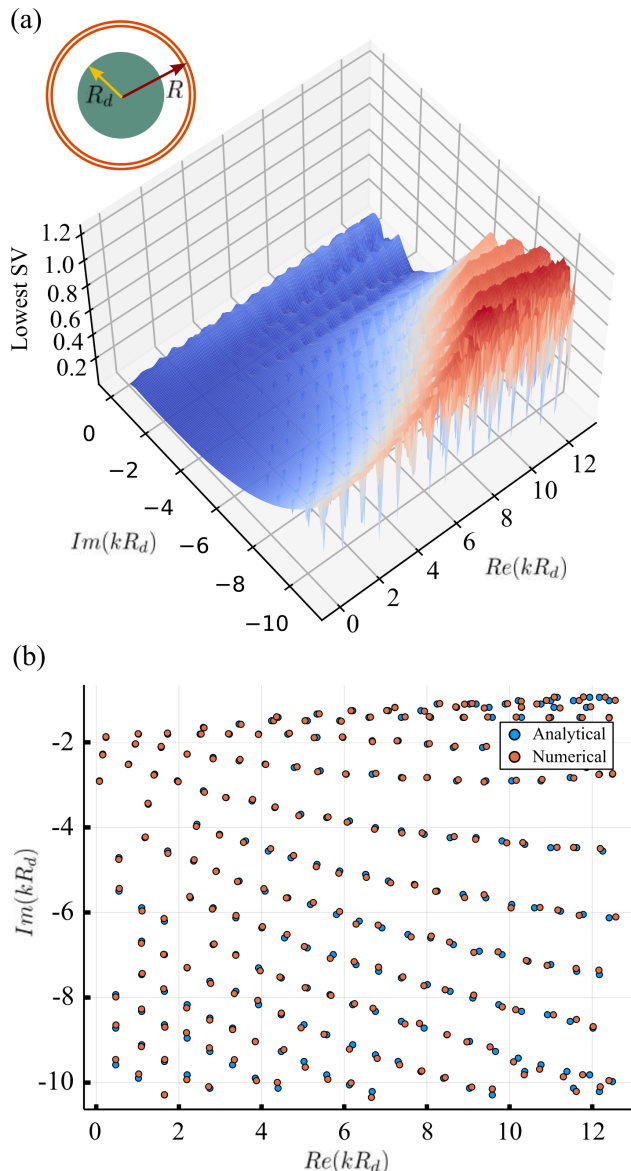 (a)
R_d
R
Lowest SV
1.2
1.0
0.8
0.6
0.4
0.2
0
−2
−4
−6
−8
−10
Im(kR_d)
0
2
4
6
8
10
12
Re(kR_d)
(b)
Analytical
Numerical
-2
-4
-6
-8
-10
Im(kR_d)
0 2 4 6 8 10 12
Re(kR_d)